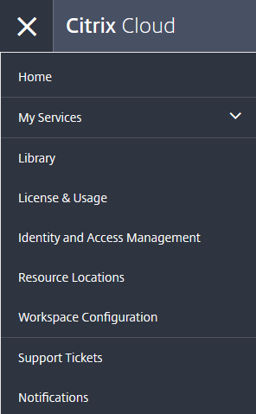 Citrix Cloud
Home
My Services
Library
License & Usage
Identity and Access Management
Resource Locations
Workspace Configuration
Support Tickets
Notifications